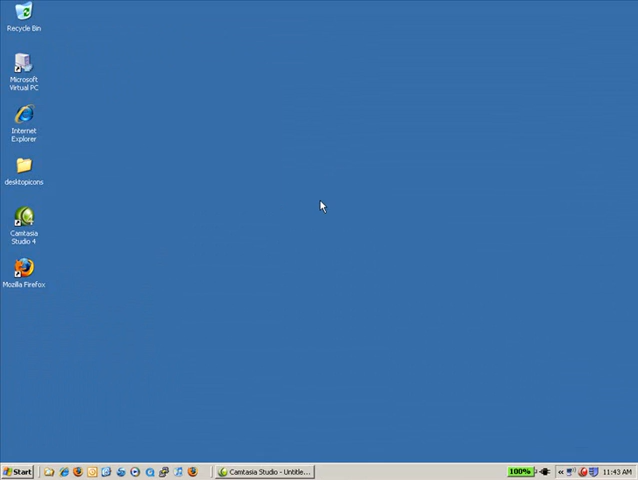 Recycle Bin
Microsoft
Virtual PC
Internet
Explorer
desktopicons
Camtasia
Studio 4
Mozilla Firefox
Start
Camtasia Studio - Untitle...
100%
11:43 AM